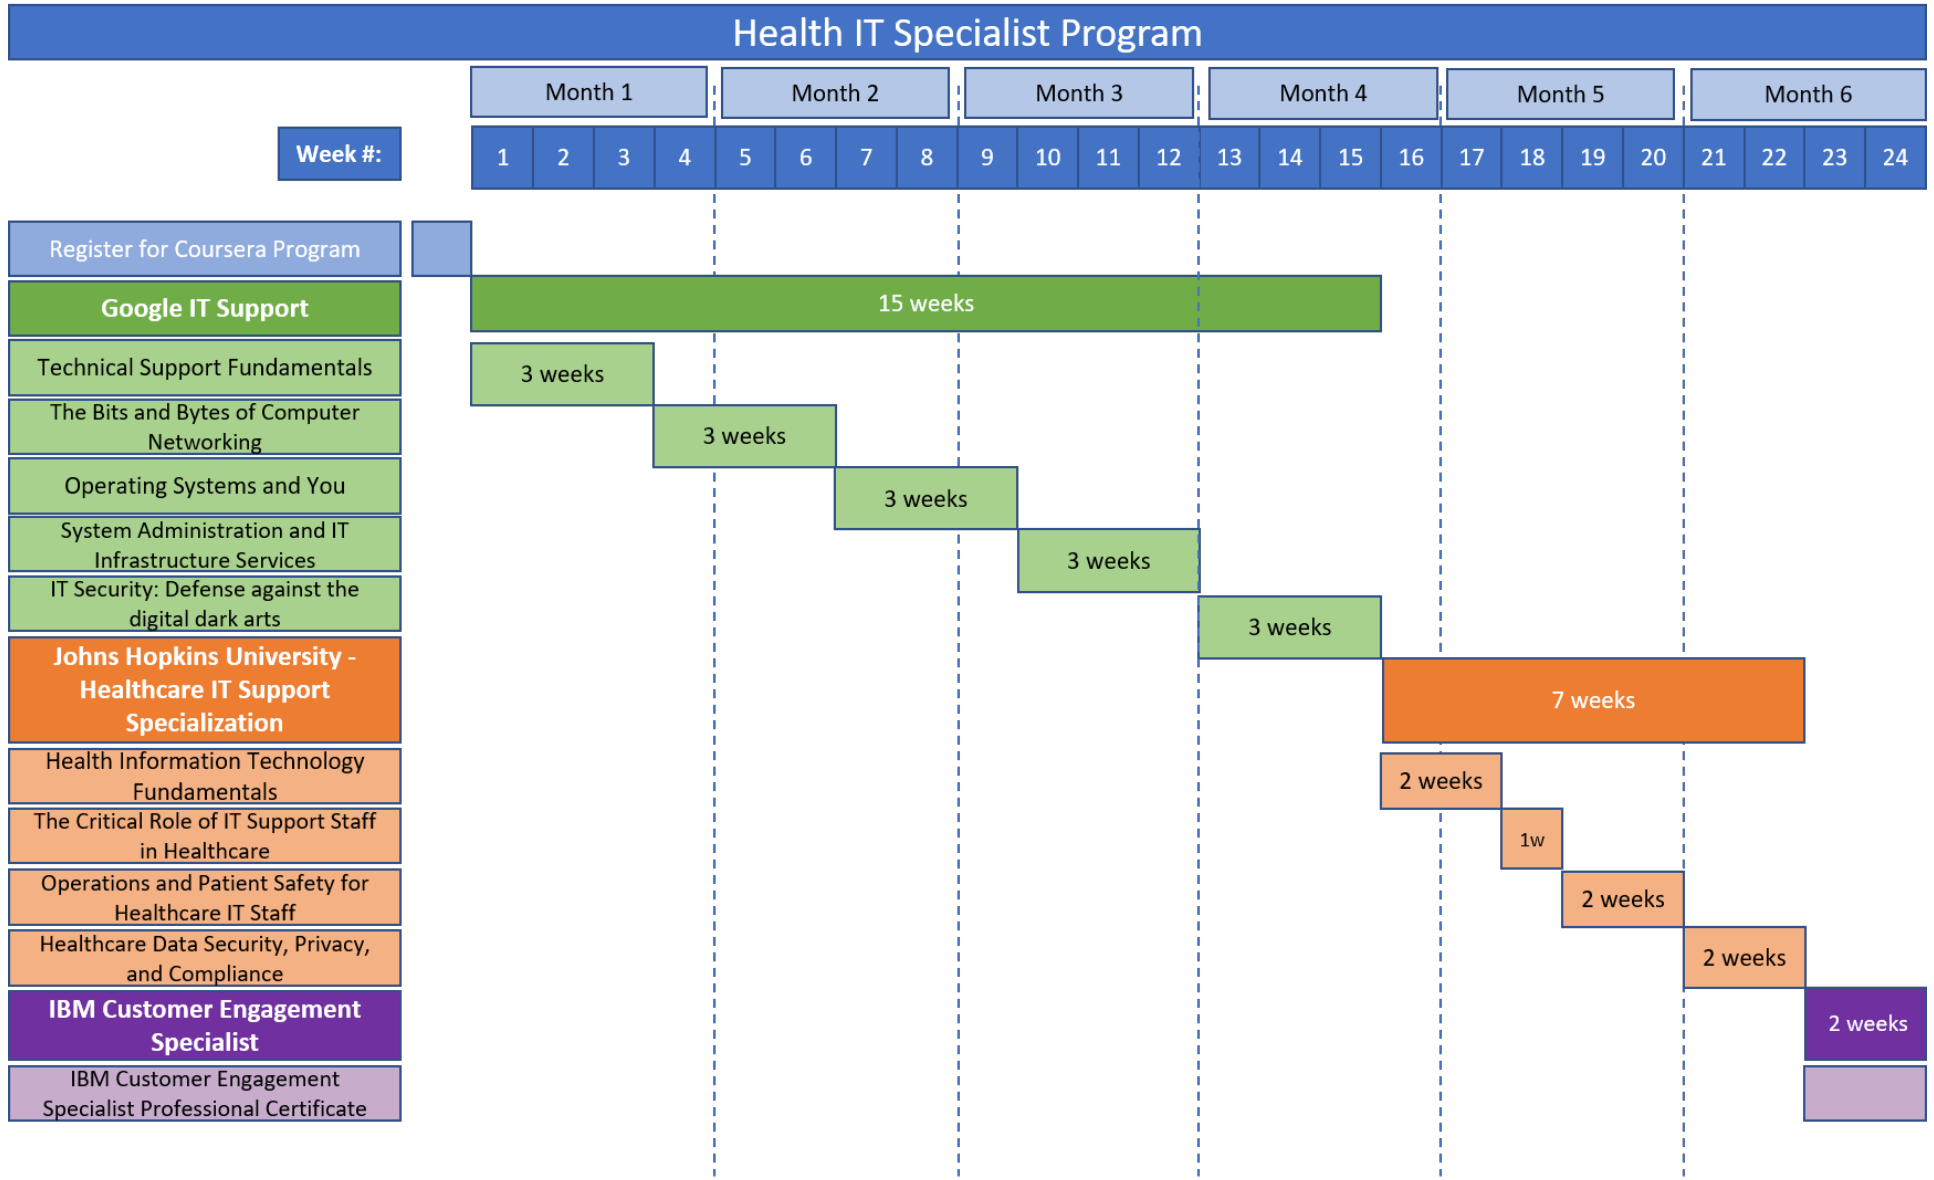 Health IT Specialist Program
Month 1
Month 2
Month 3
Month 4
Month 5
Month 6
Week #:
1 2 3 4 5 6 7 8 9 10 11 12 13 14 15 16 17 18 19 20 21 22 23 24
Register for Coursera Program
Google IT Support
15 weeks
Technical Support Fundamentals
3 weeks
The Bits and Bytes of Computer
Networking
3 weeks
Operating Systems and You
3 weeks
System Administration and IT
Infrastructure Services
3 weeks
IT Security: Defense against the
digital dark arts
3 weeks
Johns Hopkins University -
Healthcare IT Support
Specialization
7 weeks
Health Information Technology
Fundamentals
2 weeks
The Critical Role of IT Support Staff
in Healthcare
1w
Operations and Patient Safety for
Healthcare IT Staff
2 weeks
Healthcare Data Security, Privacy,
and Compliance
2 weeks
IBM Customer Engagement
Specialist
2 weeks
IBM Customer Engagement
Specialist Professional Certificate